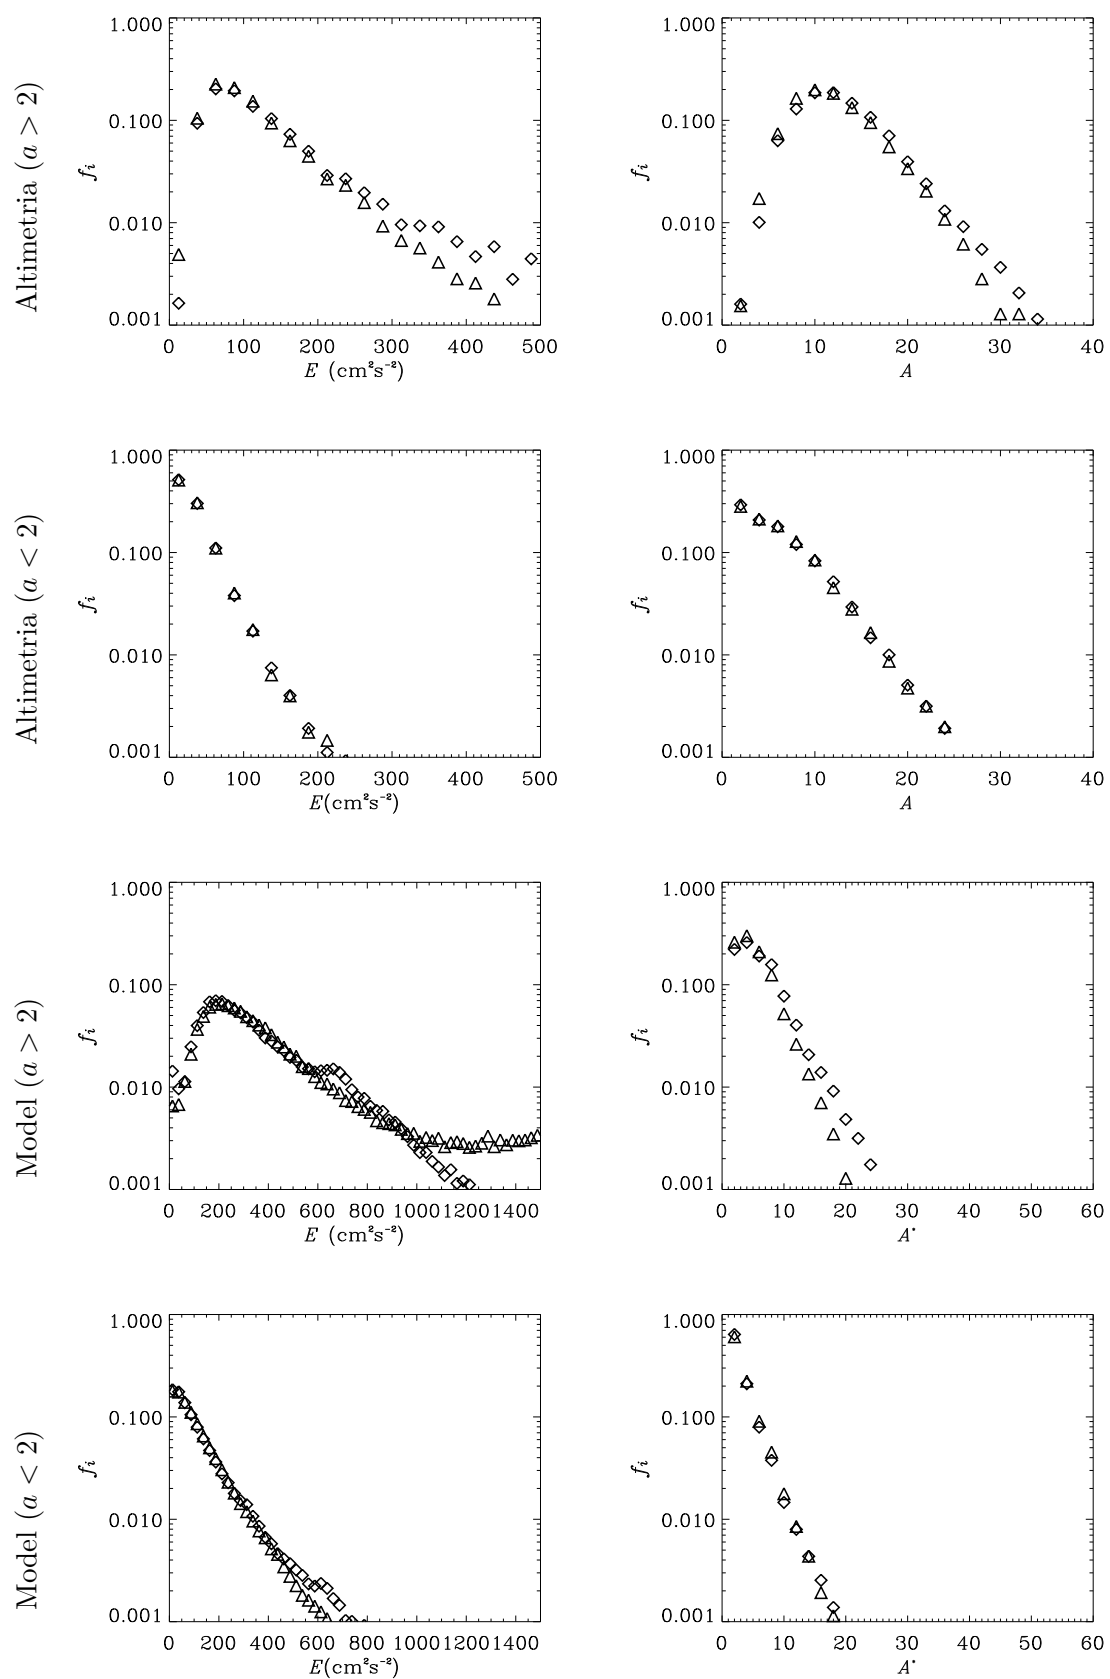 Altimetria (a > 2)
1.000
0.100
0.010
0.001
f_i
0 100 200 300 400 500
E (cm²s⁻²)
1.000
0.100
0.010
0.001
f_i
0 10 20 30 40
A
Altimetria (a < 2)
1.000
0.100
0.010
0.001
f_i
0 100 200 300 400 500
E(cm²s⁻²)
1.000
0.100
0.010
0.001
f_i
0 10 20 30 40
A
Model (a > 2)
1.000
0.100
0.010
0.001
f_i
0 200 400 600 800 1000 1200 1400
E (cm²s⁻²)
1.000
0.100
0.010
0.001
f_i
0 10 20 30 40 50 60
A*
Model (a < 2)
1.000
0.100
0.010
0.001
f_i
0 200 400 600 800 1000 1200 1400
E(cm²s⁻²)
1.000
0.100
0.010
0.001
f_i
0 10 20 30 40 50 60
A*